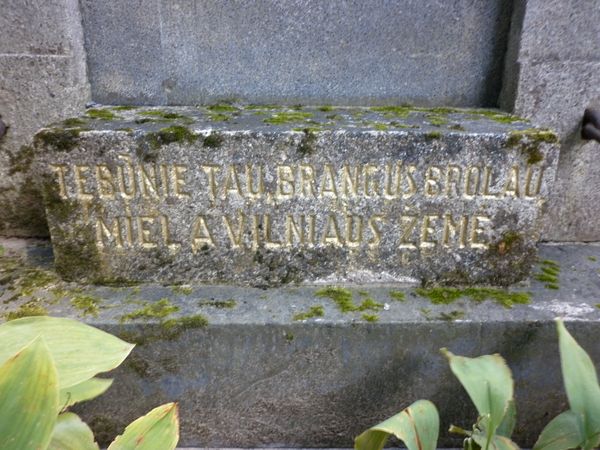 TEBŪNIE TAU, BRANGUS BROLAU
MIELA VILNIAUS ŽEMĖ